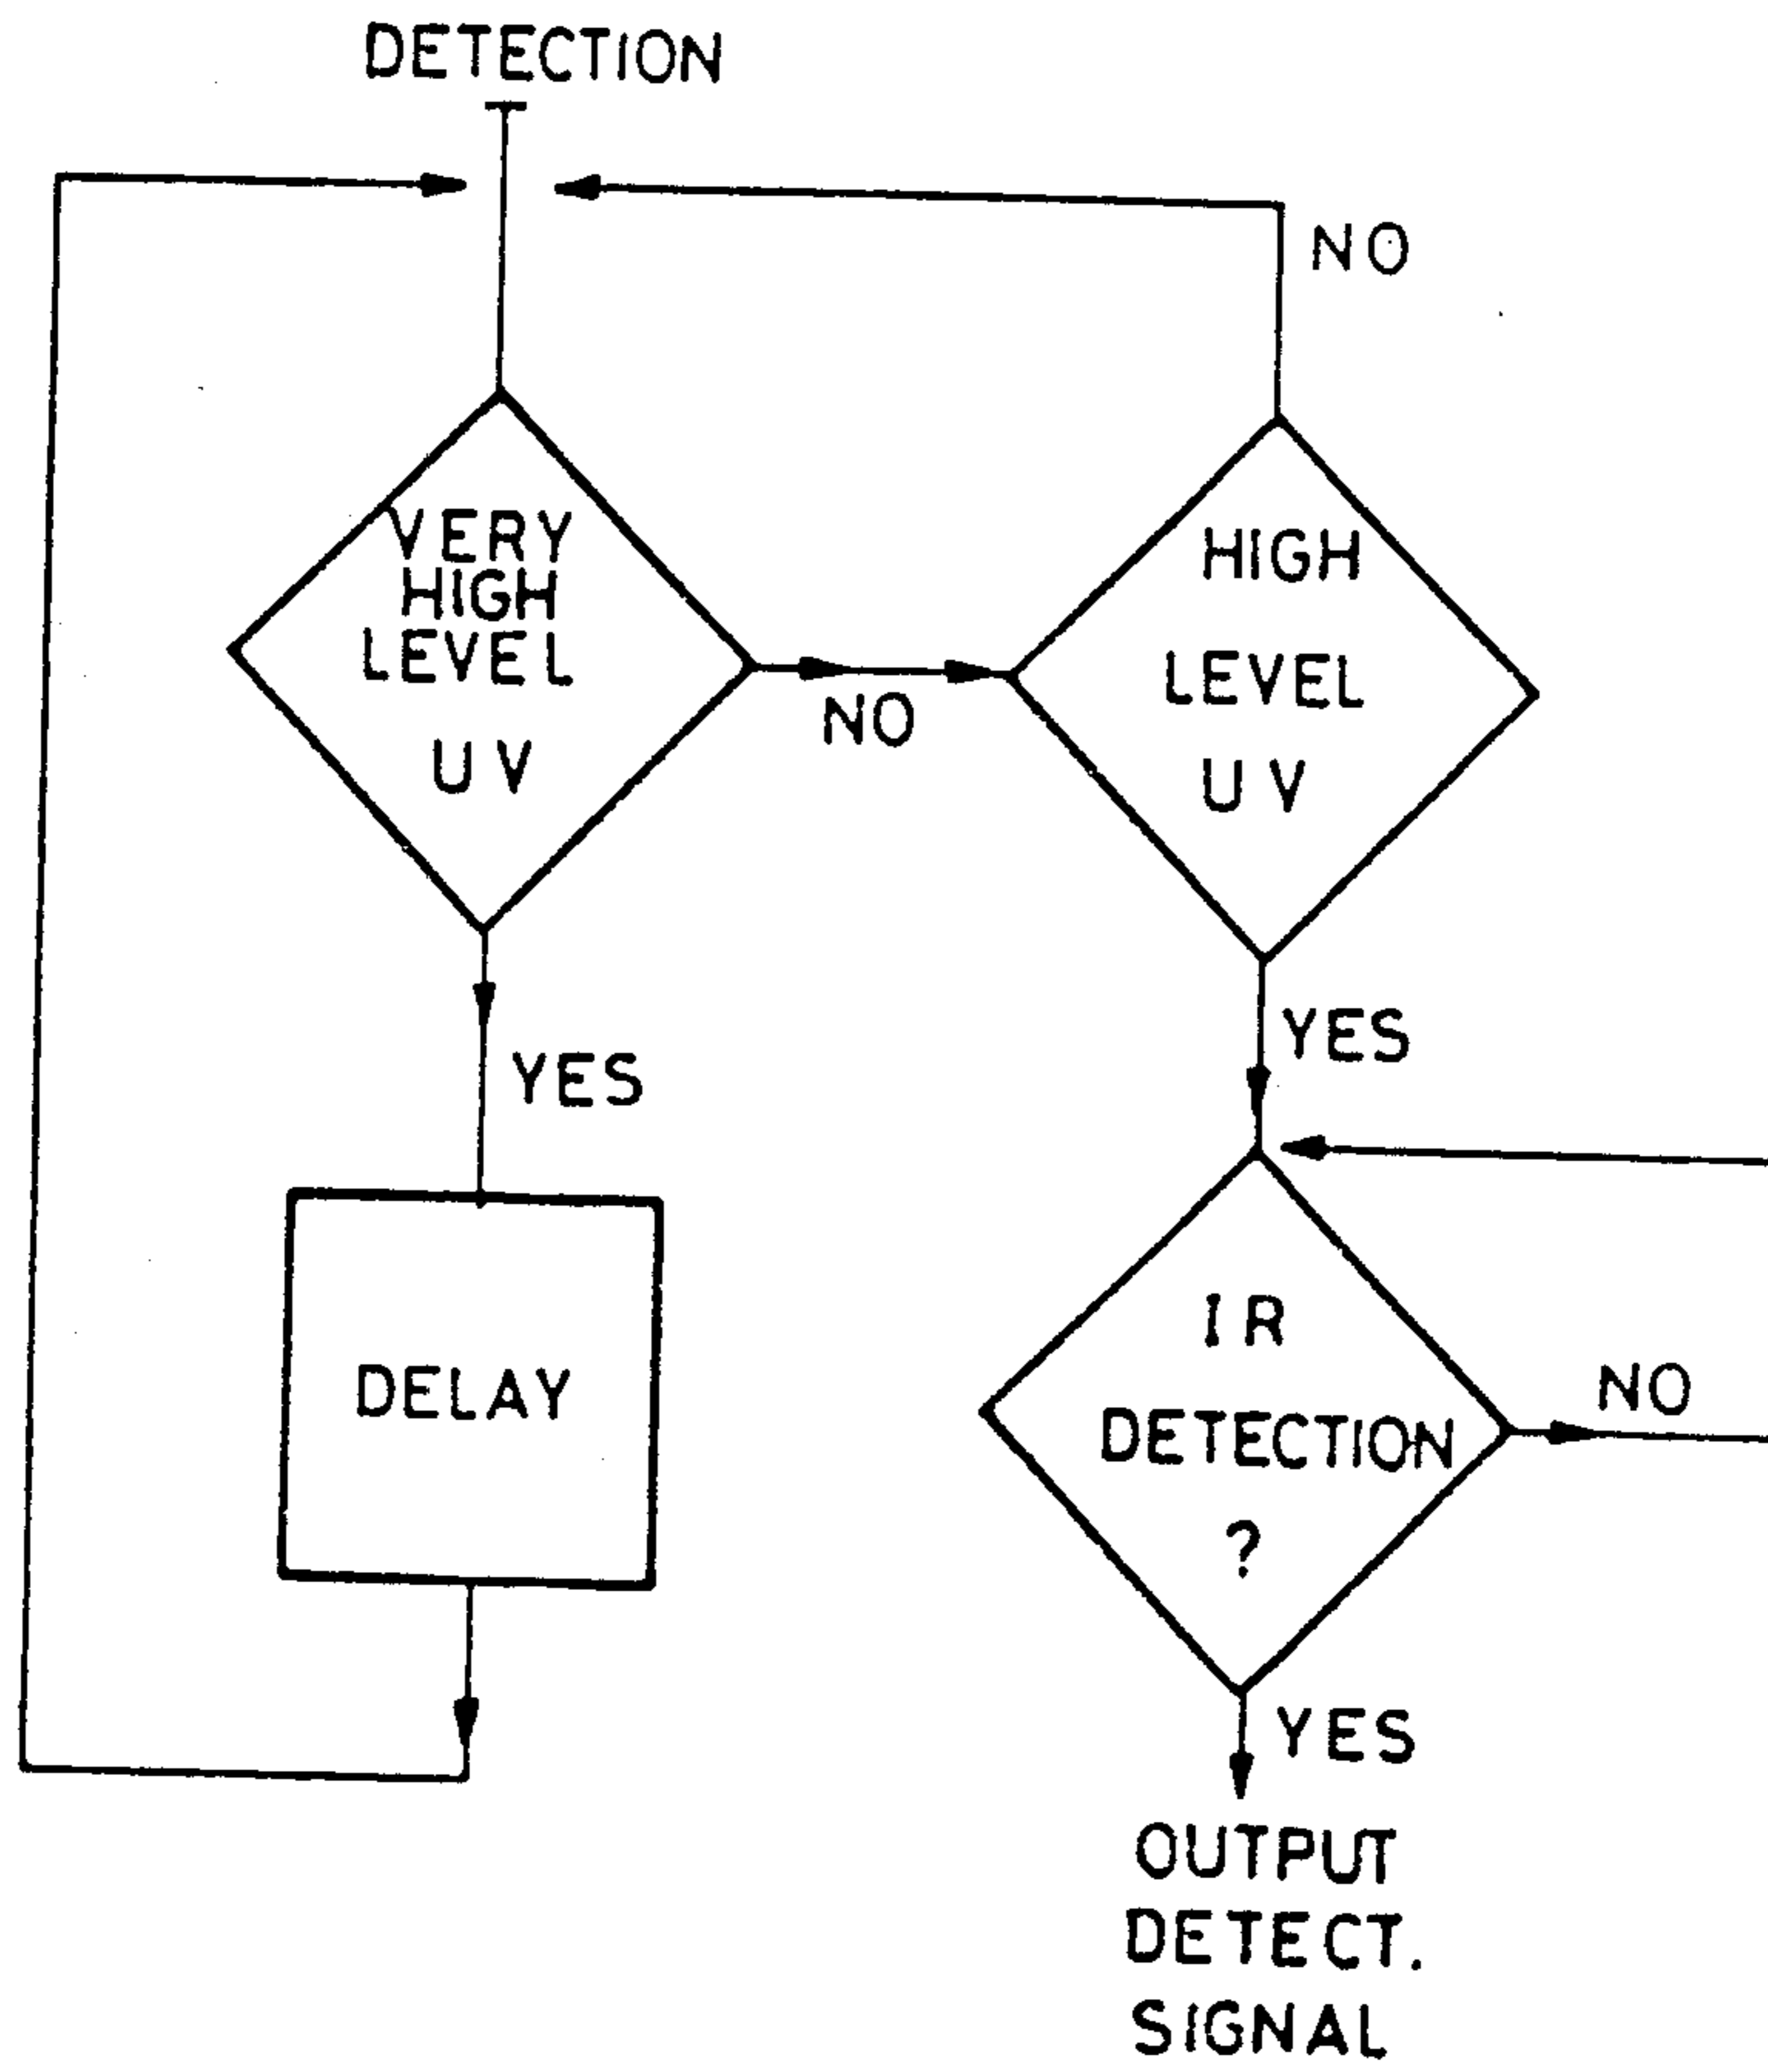 DETECTION
NO
VERY
HIGH
LEVEL
UV
NO
HIGH
LEVEL
UV
YES
YES
DELAY
IR
DETECTION
?
NO
YES
OUTPUT
DETECT.
SIGNAL